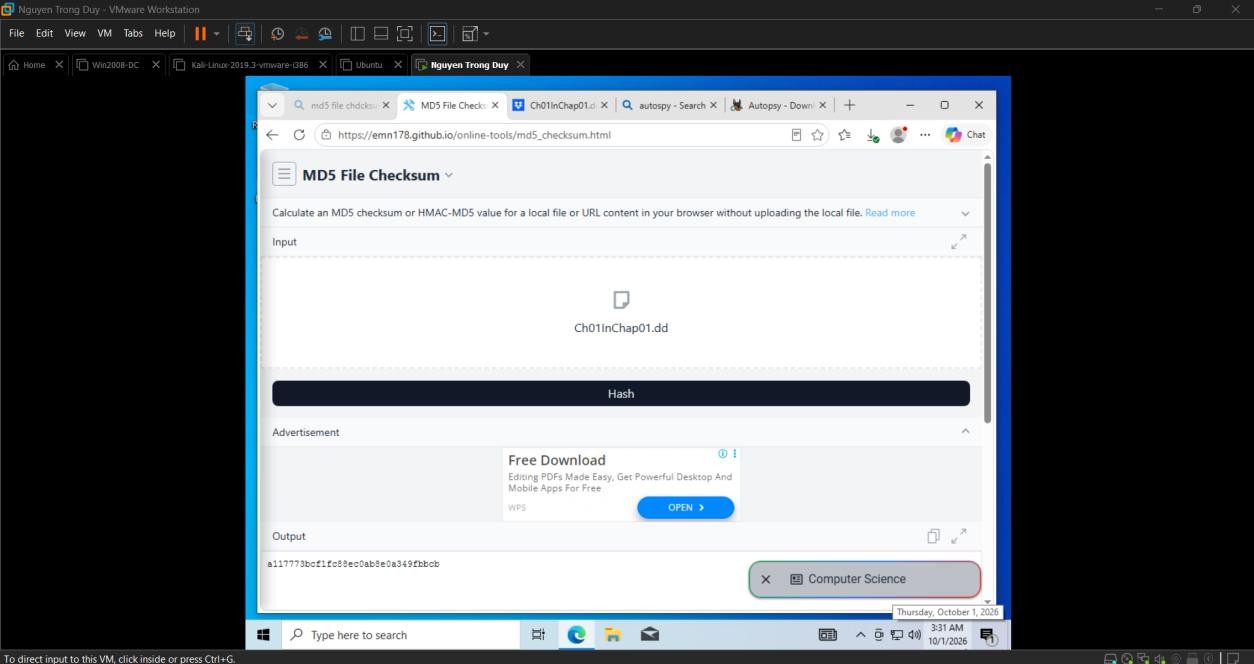 Nguyen Trong Duy - VMware Workstation
File Edit View VM Tabs Help
Home Win2008-DC Kali-Linux-2019.3-vmware-i386 Ubuntu Nguyen Trong Duy
md5 file chdcksu MD5 File Checks Ch01InChap01.d autospy - Search Autopsy - Down
https://emn178.github.io/online-tools/md5_checksum.html Chat
MD5 File Checksum
Calculate an MD5 checksum or HMAC-MD5 value for a local file or URL content in your browser without uploading the local file. Read more
Input
Ch01InChap01.dd
Hash
Advertisement
Free Download
Editing PDFs Made Easy, Get Powerful Desktop And
Mobile Apps For Free
WPS OPEN
Output
a117773bcf1fc88ec0ab8e0a349fbbcb
Computer Science
Thursday, October 1, 2026
Type here to search
3:31 AM
10/1/2026
1
To direct input to this VM, click inside or press Ctrl+G.